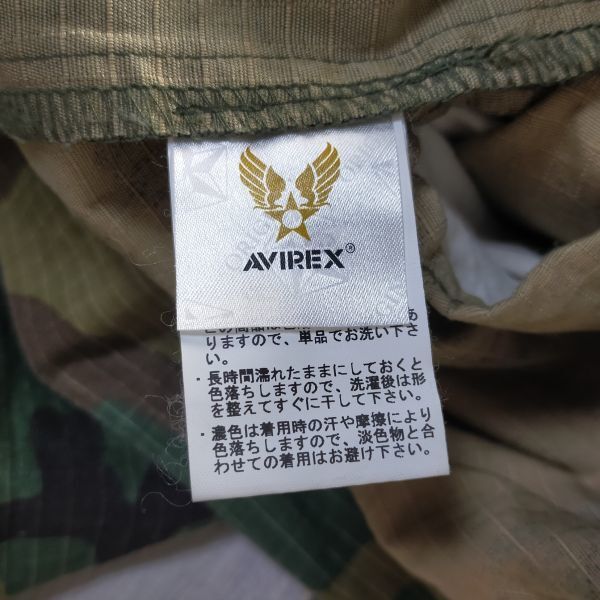 AVIREX®
りますので、単品でお洗い下さ
い。
・長時間濡れたままにしておくと
色落ちしますので、洗濯後は形
を整えてすぐに干して下さい。
・濃色は着用時の汗や摩擦により
色落ちしますので、淡色物と合
わせての着用はお避け下さい。